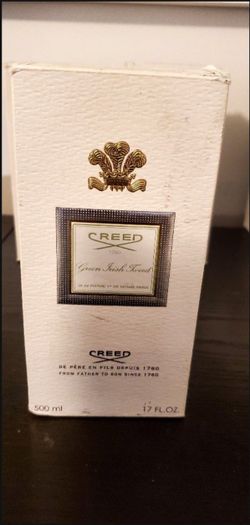 CREED
1760
Green Irish Tweed
CREED
DE PÈRE EN FILS DEPUIS 1760
FROM FATHER TO SON SINCE 1760
500 ml
17 FL.OZ.